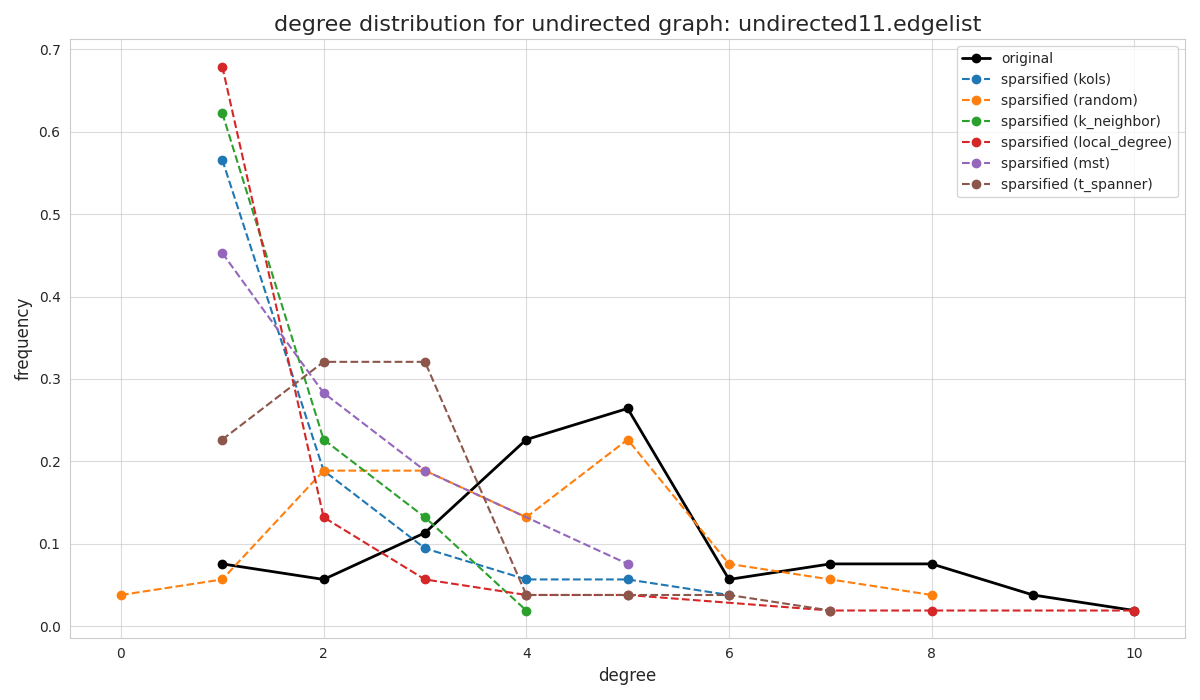 degree distribution for undirected graph: undirected11.edgelist
original
sparsified (kols)
sparsified (random)
sparsified (k_neighbor)
sparsified (local_degree)
sparsified (mst)
sparsified (t_spanner)
frequency
0.7
0.6
0.5
0.4
0.3
0.2
0.1
0.0
0 2 4 6 8 10
degree